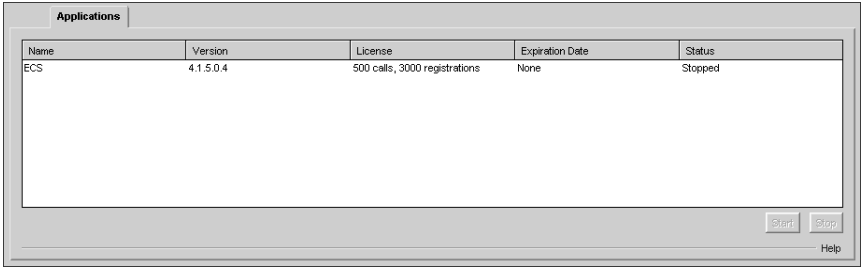 Applications
Name Version License Expiration Date Status
ECS 4.1.5.0.4 500 calls, 3000 registrations None Stopped
Start Stop
Help